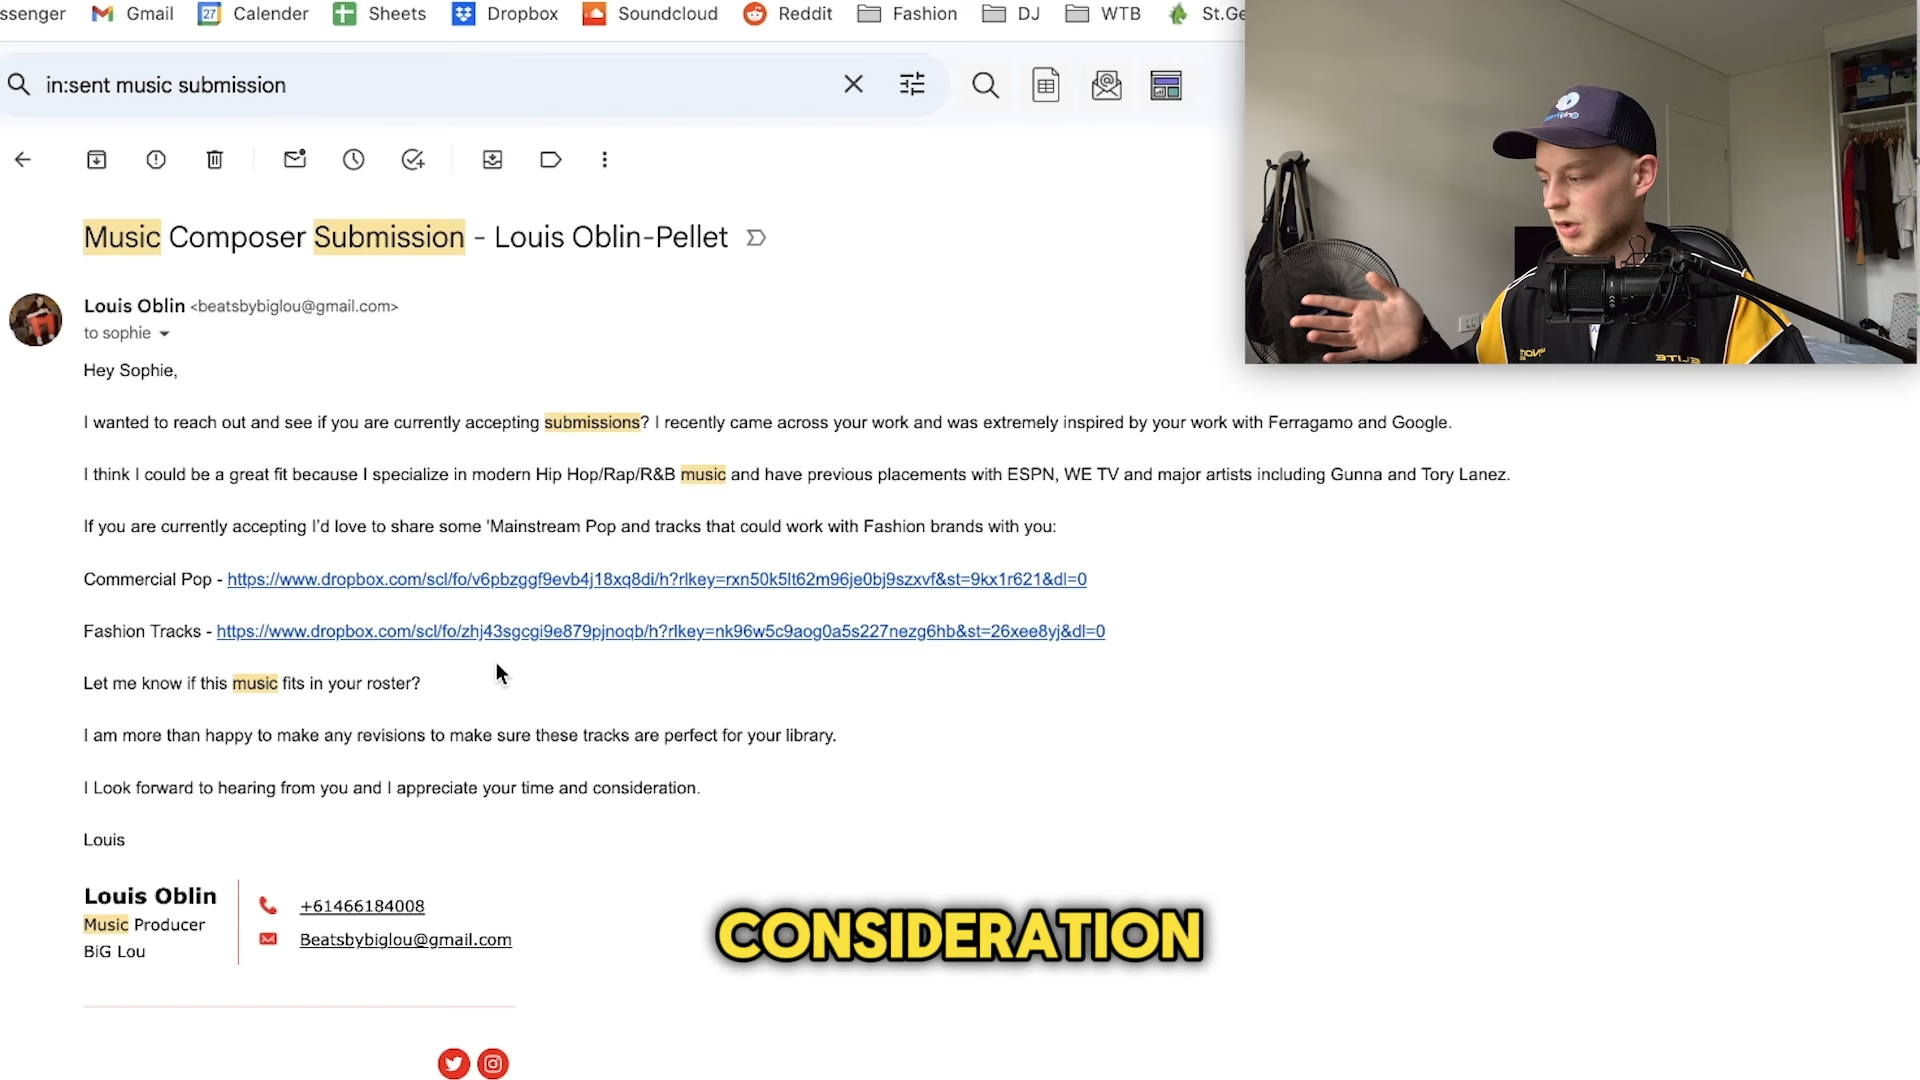 ssenger Gmail 27 Calender Sheets Dropbox Soundcloud Reddit Fashion DJ WTB St.Ge
in:sent music submission
Music Composer Submission - Louis Oblin-Pellet
Louis Oblin <beatsbybiglou@gmail.com>
to sophie
Hey Sophie,
I wanted to reach out and see if you are currently accepting submissions? I recently came across your work and was extremely inspired by your work with Ferragamo and Google.
I think I could be a great fit because I specialize in modern Hip Hop/Rap/R&B music and have previous placements with ESPN, WE TV and major artists including Gunna and Tory Lanez.
If you are currently accepting I’d love to share some 'Mainstream Pop and tracks that could work with Fashion brands with you:
Commercial Pop - https://www.dropbox.com/scl/fo/v6pbzggf9evb4j18xq8di/h?rlkey=rxn50k5lt62m96je0bj9szxvf&st=9kx1r621&dl=0
Fashion Tracks - https://www.dropbox.com/scl/fo/zhj43sgcgi9e879pjnoqb/h?rlkey=nk96w5c9aog0a5s227nezg6hb&st=26xee8yj&dl=0
Let me know if this music fits in your roster?
I am more than happy to make any revisions to make sure these tracks are perfect for your library.
I Look forward to hearing from you and I appreciate your time and consideration.
Louis
Louis Oblin
Music Producer
BiG Lou
+61466184008
Beatsbybiglou@gmail.com
CONSIDERATION